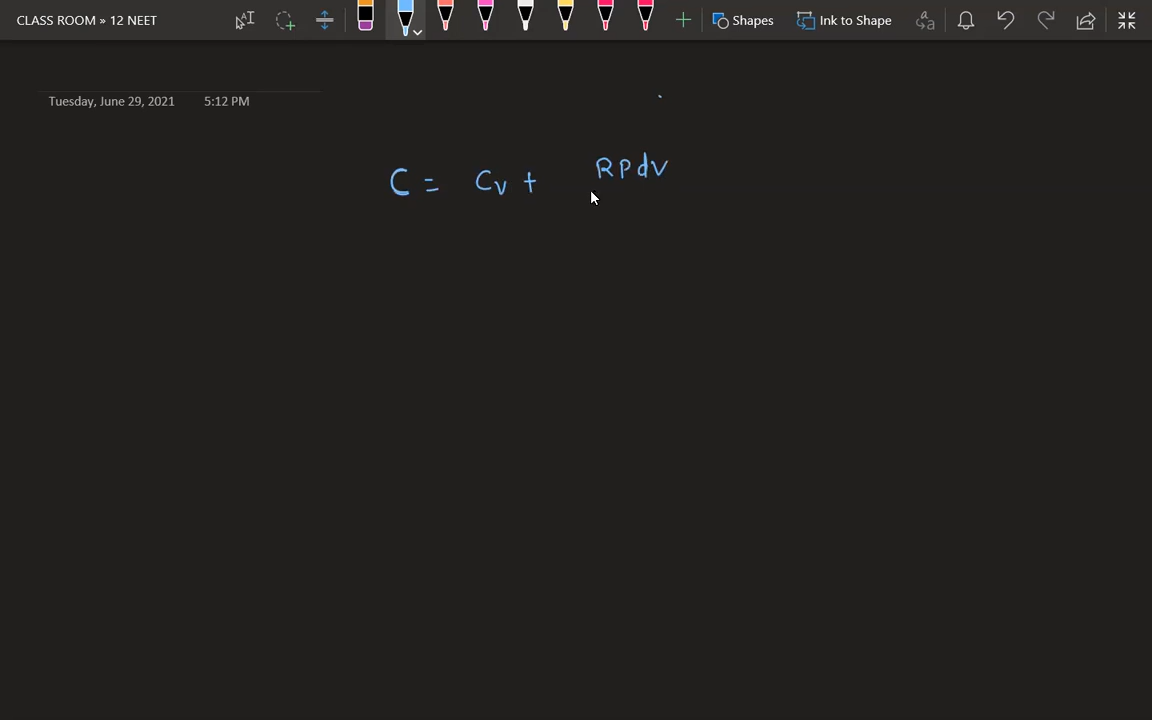 CLASS ROOM » 12 NEET
Shapes
Ink to Shape
Tuesday, June 29, 2021 5:12 PM
C = Cv + RPdv